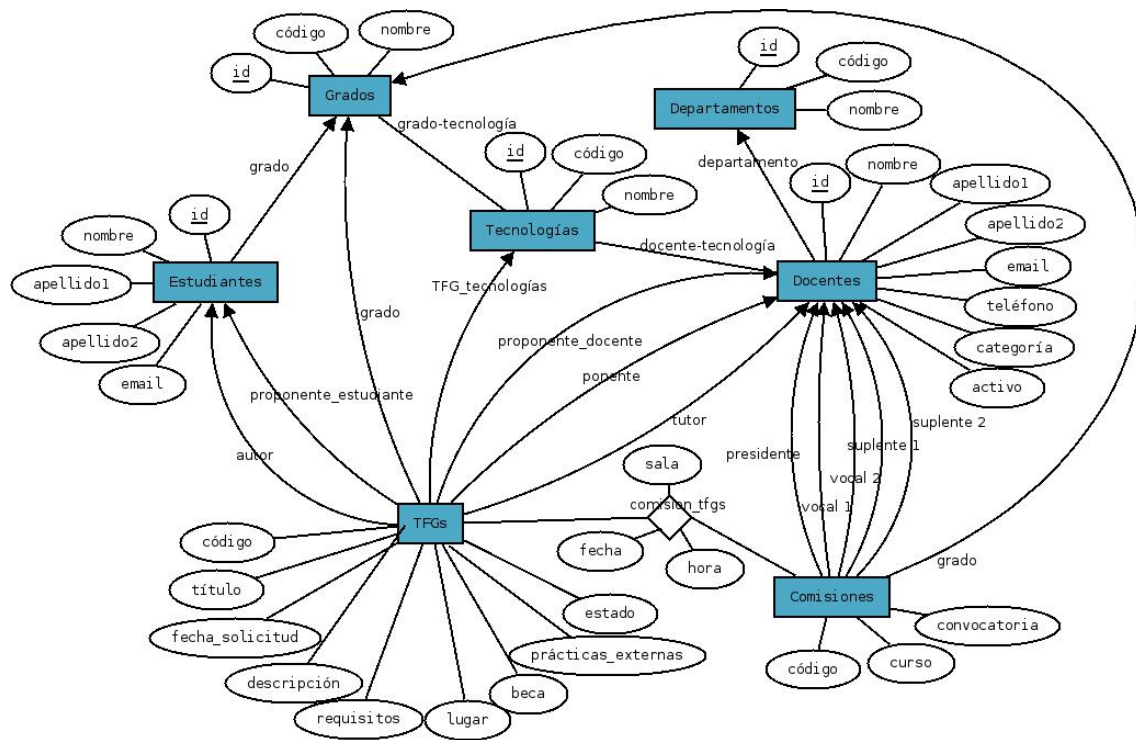 código
nombre
id
Grados
grado-tecnología
id
código
nombre
Departamentos
departamento
id
código
nombre
Tecnologías
docente-tecnología
id
nombre
apellido1
apellido2
email
teléfono
categoría
activo
Docentes
grado
id
nombre
apellido1
apellido2
email
Estudiantes
TFG_tecnologías
grado
proponente_docente
ponente
tutor
proponente_estudiante
autor
presidente
vocal 1
vocal 2
suplente 1
suplente 2
sala
comision_tfgs
fecha
hora
grado
TFGs
código
título
fecha_solicitud
descripción
requisitos
lugar
beca
prácticas_externas
estado
Comisiones
convocatoria
curso
código